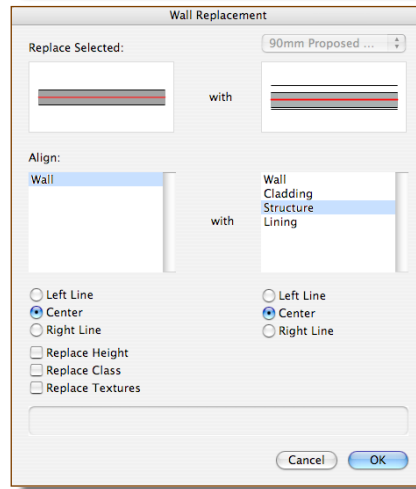 Wall Replacement
Replace Selected:
90mm Proposed ...
with
Align:
Wall
with
Wall
Cladding
Structure
Lining
Left Line
Center
Right Line
Left Line
Center
Right Line
Replace Height
Replace Class
Replace Textures
Cancel
OK